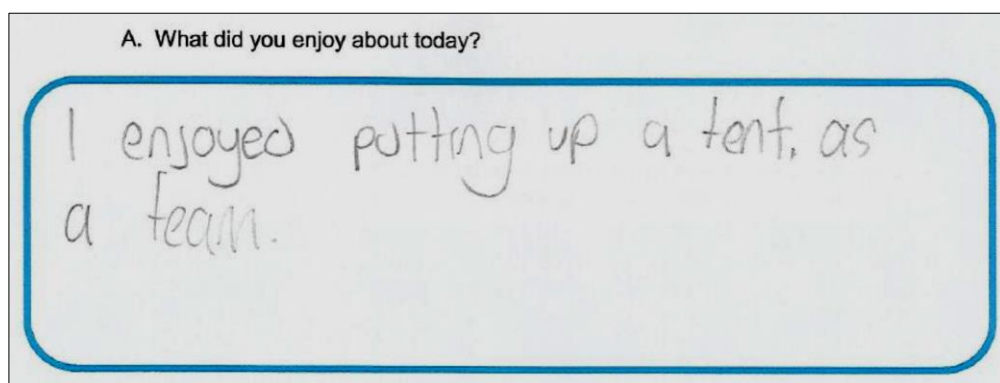 A. What did you enjoy about today?
I enjoyed putting up a tent, as
a team.